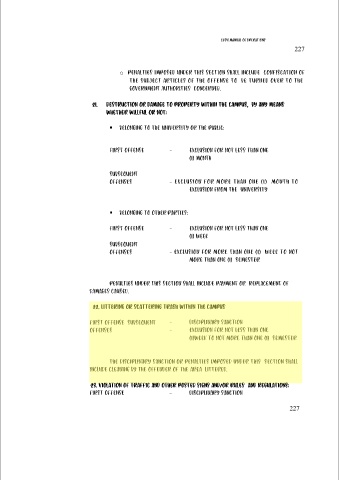 LSPU MANUAL OF OPERATIONS
227
o PENALTIES IMPOSED UNDER THIS SECTION SHALL INCLUDE CONFISCATION OF
THE SUBJECT ARTICLES OF THE OFFENSE TO BE TURNED OVER TO THE
GOVERNMENT AUTHORITIES CONCERNED.
21. DESTRUCTION OR DAMAGE TO PROPERTY WITHIN THE CAMPUS, BY ANY MEANS
WHETHER WILLFUL OR NOT:
• BELONGING TO THE UNIVERSITY OR THE PUBLIC:
FIRST OFFENSE - EXCLUSION FOR NOT LESS THAN ONE
(1) MONTH
SUBSEQUENT
OFFENSES - EXCLUSION FOR MORE THAN ONE (1) MONTH TO
EXCLUSION FROM THE UNIVERSITY
• BELONGING TO OTHER PARTIES:
FIRST OFFENSE - EXCLUSION FOR NOT LESS THAN ONE
(1) WEEK
SUBSEQUENT
OFFENSES - EXCLUSION FOR MORE THAN ONE (1) WEEK TO NOT
MORE THAN ONE (1) SEMESTER
PENALTIES UNDER THIS SECTION SHALL INCLUDE PAYMENT OR REPLACEMENT OF
DAMAGES CAUSED.
22. LITTERING OR SCATTERING TRASH WITHIN THE CAMPUS
FIRST OFFENSE SUBSEQUENT - DISCIPLINARY SANCTION
OFFENSES - EXCLUSION FOR NOT LESS THAN ONE
(1)WEEK TO NOT MORE THAN ONE (1) SEMESTER
THE DISCIPLINARY SANCTION OR PENALTIES IMPOSED UNDER THIS SECTION SHALL
INCLUDE CLEANING BY THE OFFENDER OF THE AREA LITTERED.
23. VIOLATION OF TRAFFIC AND OTHER POSTED SIGNS AND/OR RULES AND REGULATIONS:
FIRST OFFENSE - DISCIPLINARY SANCTION
227